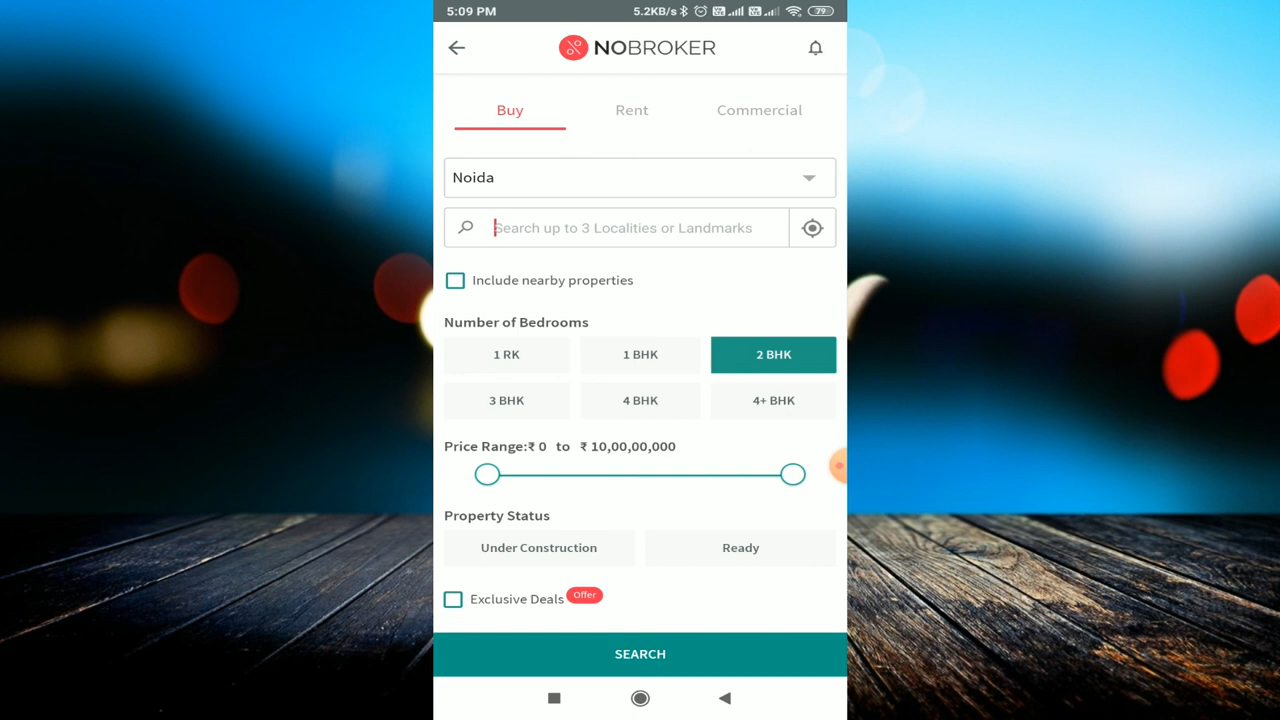 5:09 PM 5.2KB/s 79
NOBROKER
Buy Rent Commercial
Noida
Search up to 3 Localities or Landmarks
Include nearby properties
Number of Bedrooms
1 RK 1 BHK 2 BHK
3 BHK 4 BHK 4+ BHK
Price Range:₹ 0 to ₹ 10,00,00,000
Property Status
Under Construction Ready
Exclusive Deals Offer
SEARCH